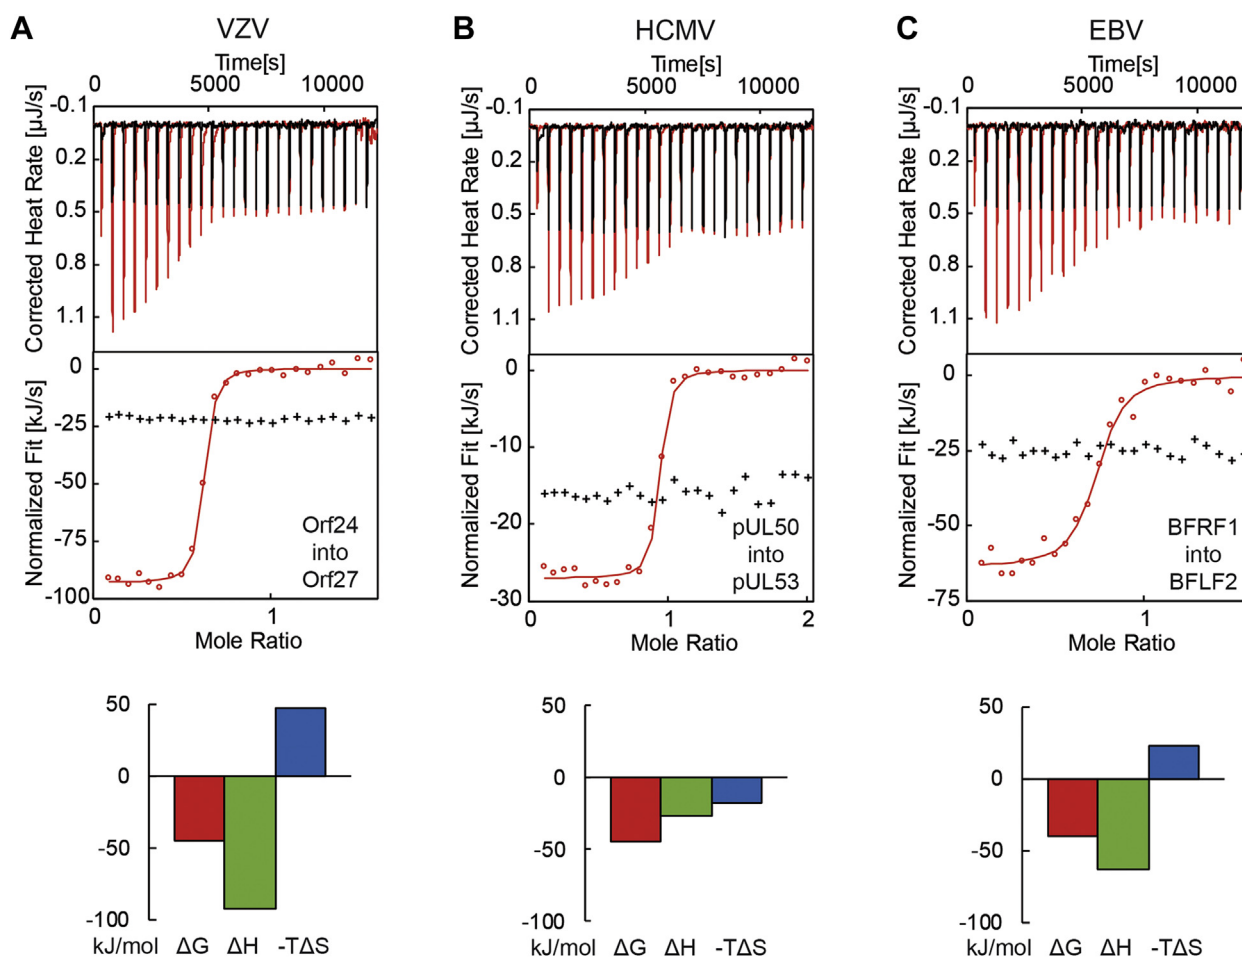 A VZV
Time[s]
0 5000 10000
Corrected Heat Rate [µJ/s]
-0.1
0.2
0.5
0.8
1.1
Normalized Fit [kJ/s]
0
-25
-50
-75
-100
Orf24
into
Orf27
0 1
Mole Ratio
50
0
-50
-100
kJ/mol ΔG ΔH -TΔS
B HCMV
Time[s]
0 50000 10000
Corrected Heat Rate [µJ/s]
-0.1
0.2
0.5
0.8
1.1
Normalized Fit [kJ/s]
0
-10
-20
-30
pUL50
into
pUL53
0 1 2
Mole Ratio
50
0
-50
-100
kJ/mol ΔG ΔH -TΔS
C EBV
Time[s]
0 5000 10000
Corrected Heat Rate [µJ/s]
-0.1
0.2
0.5
0.8
1.1
Normalized Fit [kJ/s]
0
-25
-50
-75
BFRF1
into
BFLF2
0 1
Mole Ratio
50
0
-50
-100
kJ/mol ΔG ΔH -TΔS